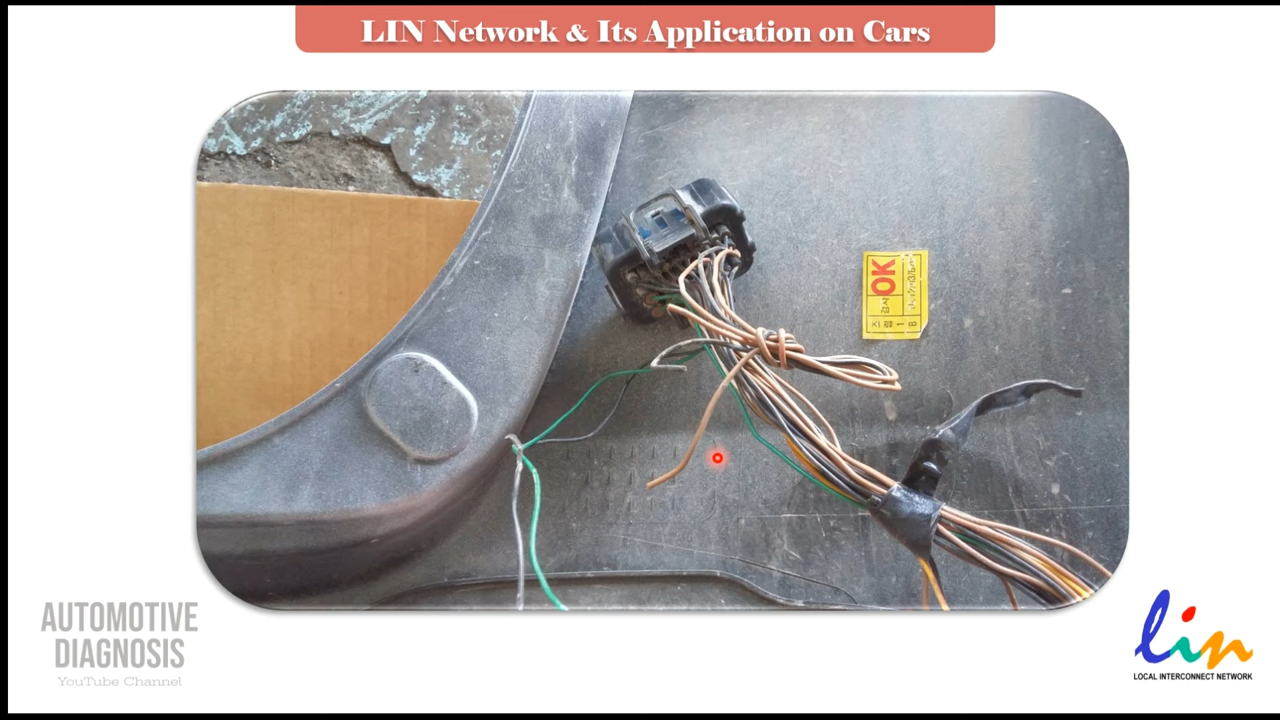 LIN Network & Its Application on Cars
OK
AUTOMOTIVE
DIAGNOSIS
YouTube Channel
lin
LOCAL INTERCONNECT NETWORK